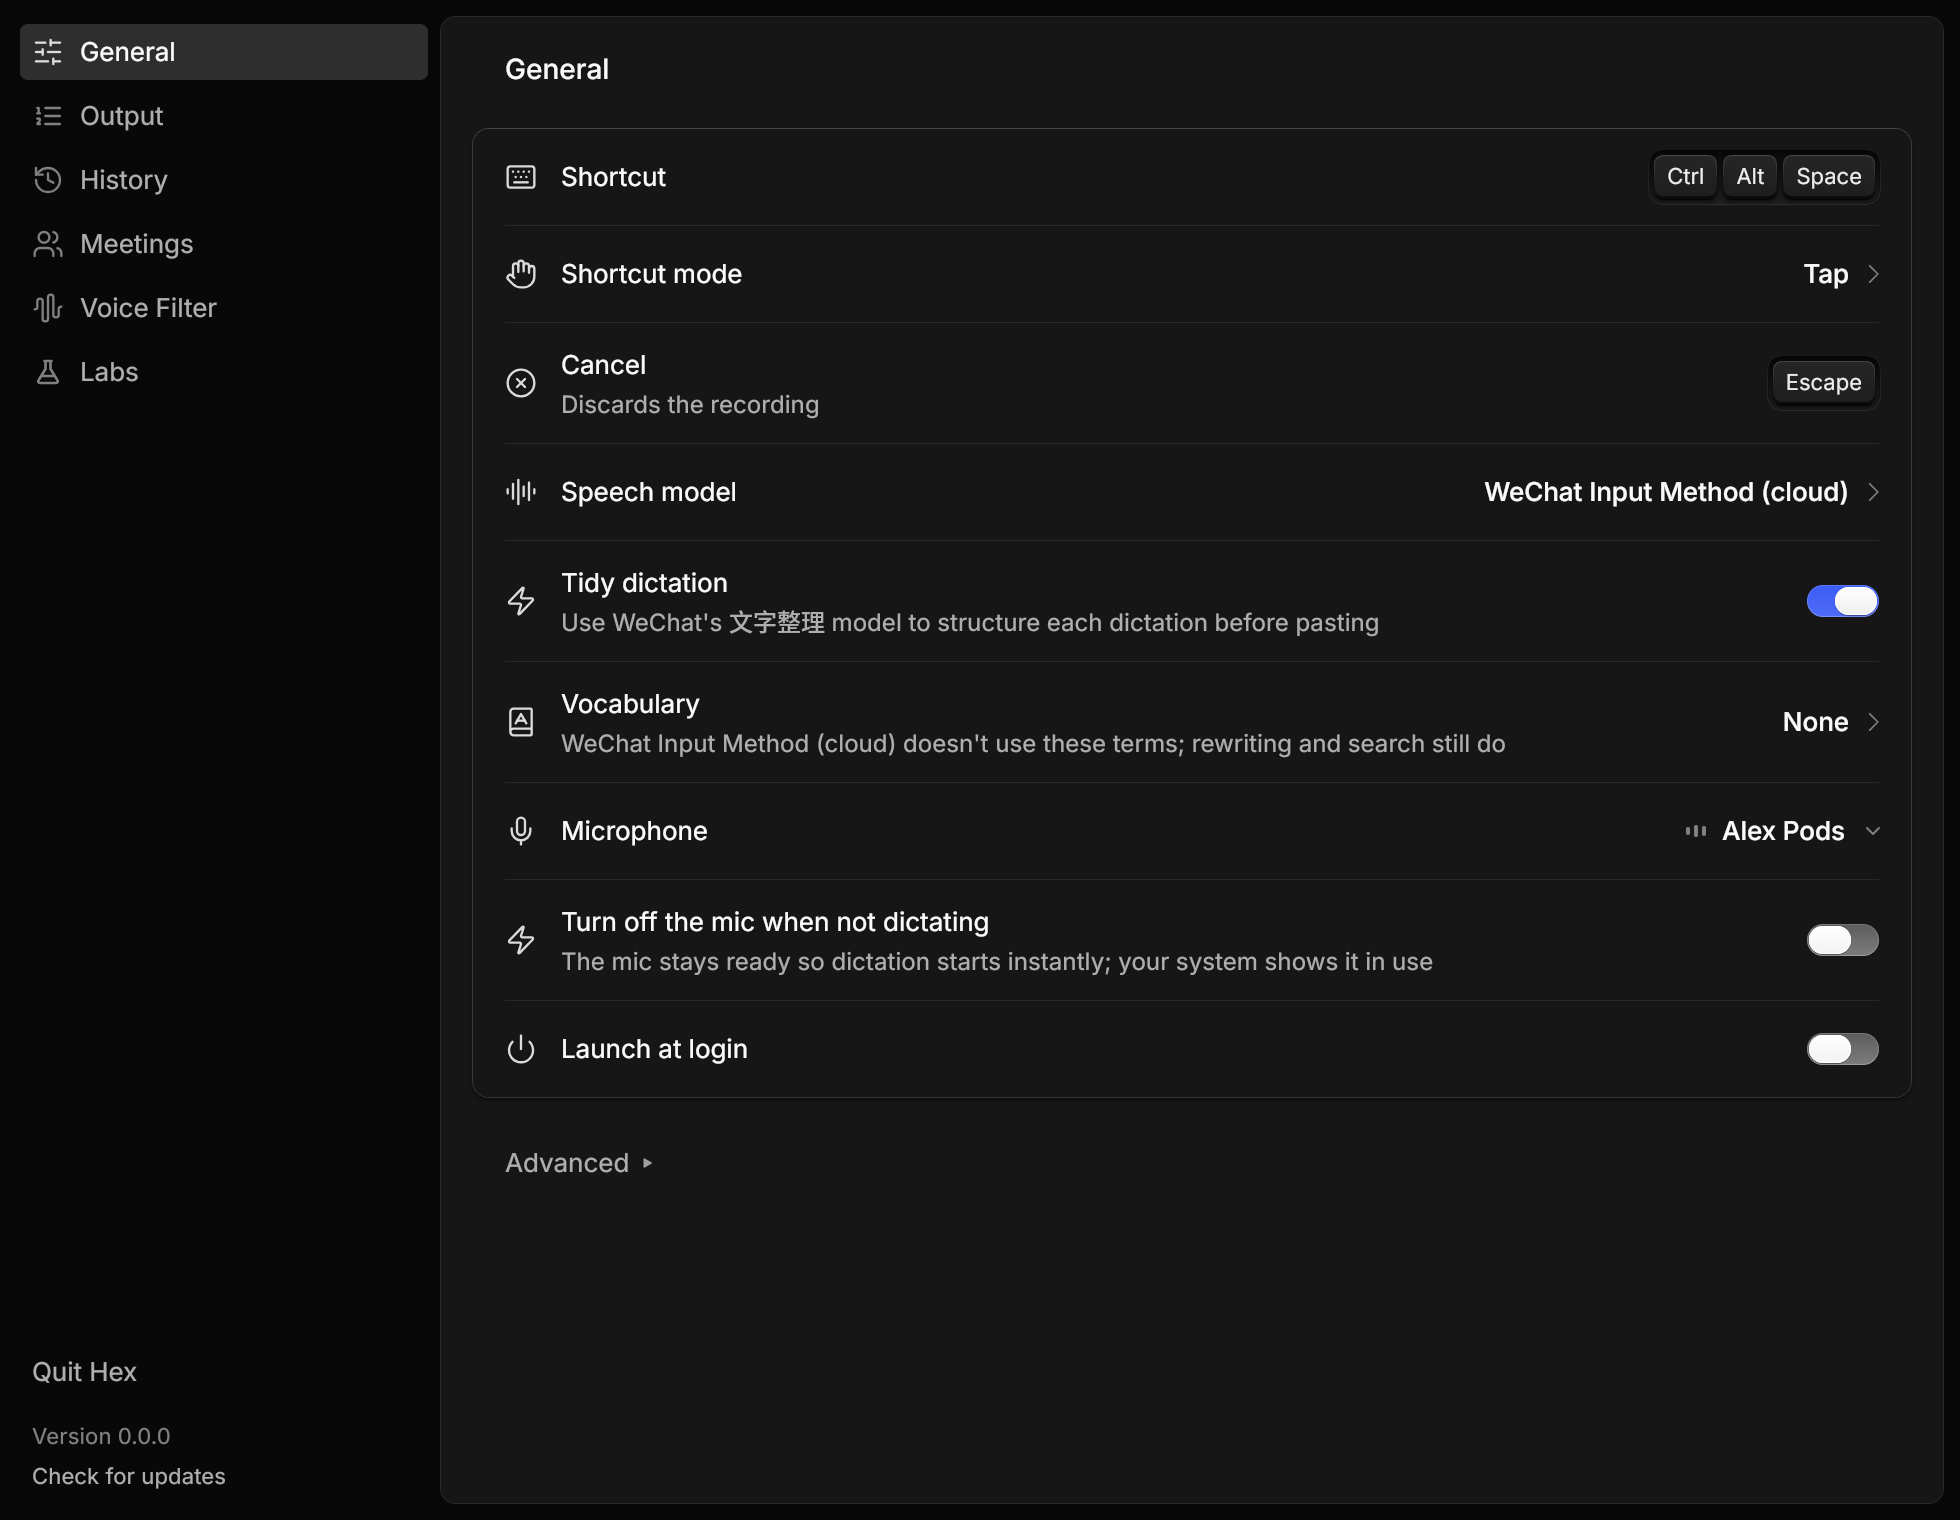 General
Output
History
Meetings
Voice Filter
Labs
Quit Hex
Version 0.0.0
Check for updates
General
Shortcut
Ctrl Alt Space
Shortcut mode
Tap
Cancel
Discards the recording
Escape
Speech model
WeChat Input Method (cloud)
Tidy dictation
Use WeChat's 文字整理 model to structure each dictation before pasting
Vocabulary
WeChat Input Method (cloud) doesn't use these terms; rewriting and search still do
None
Microphone
Alex Pods
Turn off the mic when not dictating
The mic stays ready so dictation starts instantly; your system shows it in use
Launch at login
Advanced